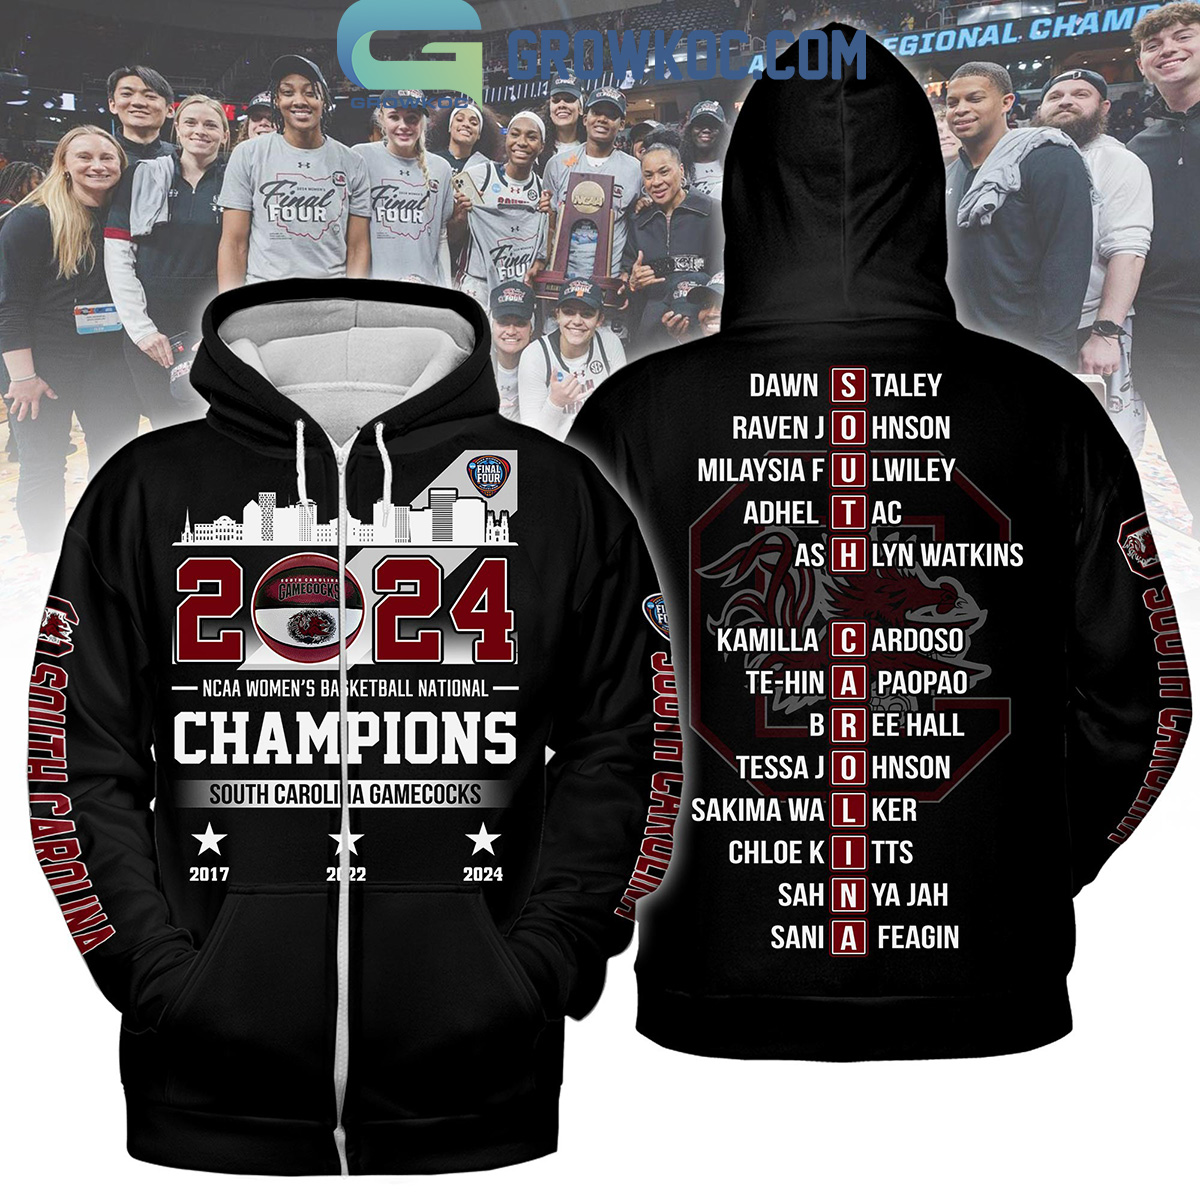 GROWKOC
GROWKOC.COM
REGIONAL CHAMP
Final
FOUR
Final
FOUR
Final
FOUR
NCAA
FINAL
FOUR
2024
SOUTH CAROLINA
GAMECOCKS
NCAA WOMEN'S BASKETBALL NATIONAL
CHAMPIONS
SOUTH CAROLINA GAMECOCKS
2017 2022 2024
SOUTH CAROLINA
SOUTH CAROLINA
DAWN STALEY
RAVEN JOHNSON
MILAYSIA FULWILEY
ADHEL TAC
ASHLYN WATKINS
KAMILLA CARDOSO
TE-HINA PAOPAO
BREE HALL
TESSA JOHNSON
SAKIMA WALKER
CHLOE KITTS
SAHNYA JAH
SANIA FEAGIN
SOUTH CAROLINA